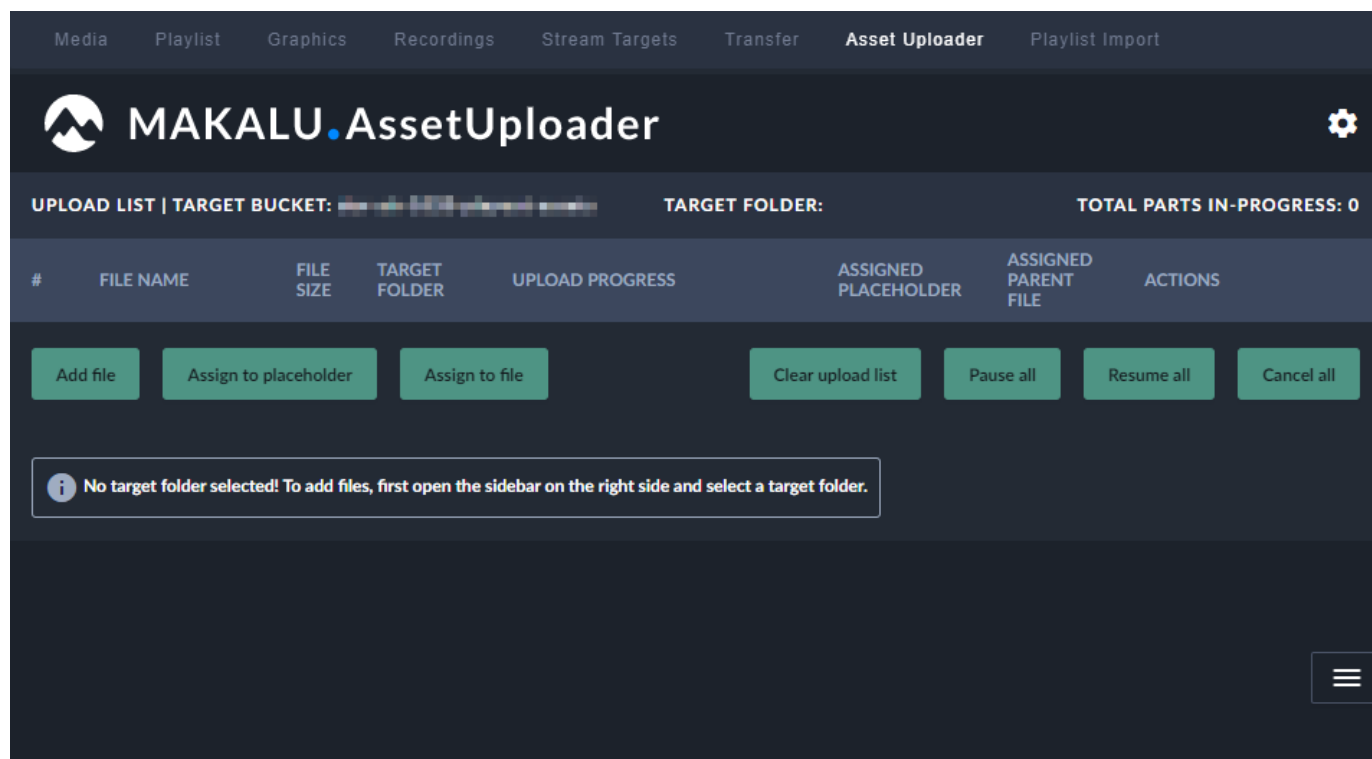 Media Playlist Graphics Recordings Stream Targets Transfer Asset Uploader Playlist Import
MAKALU.AssetUploader
UPLOAD LIST | TARGET BUCKET: TARGET FOLDER: TOTAL PARTS IN-PROGRESS: 0
# FILE NAME FILE SIZE TARGET FOLDER UPLOAD PROGRESS ASSIGNED PLACEHOLDER ASSIGNED PARENT FILE ACTIONS
Add file Assign to placeholder Assign to file Clear upload list Pause all Resume all Cancel all
No target folder selected! To add files, first open the sidebar on the right side and select a target folder.